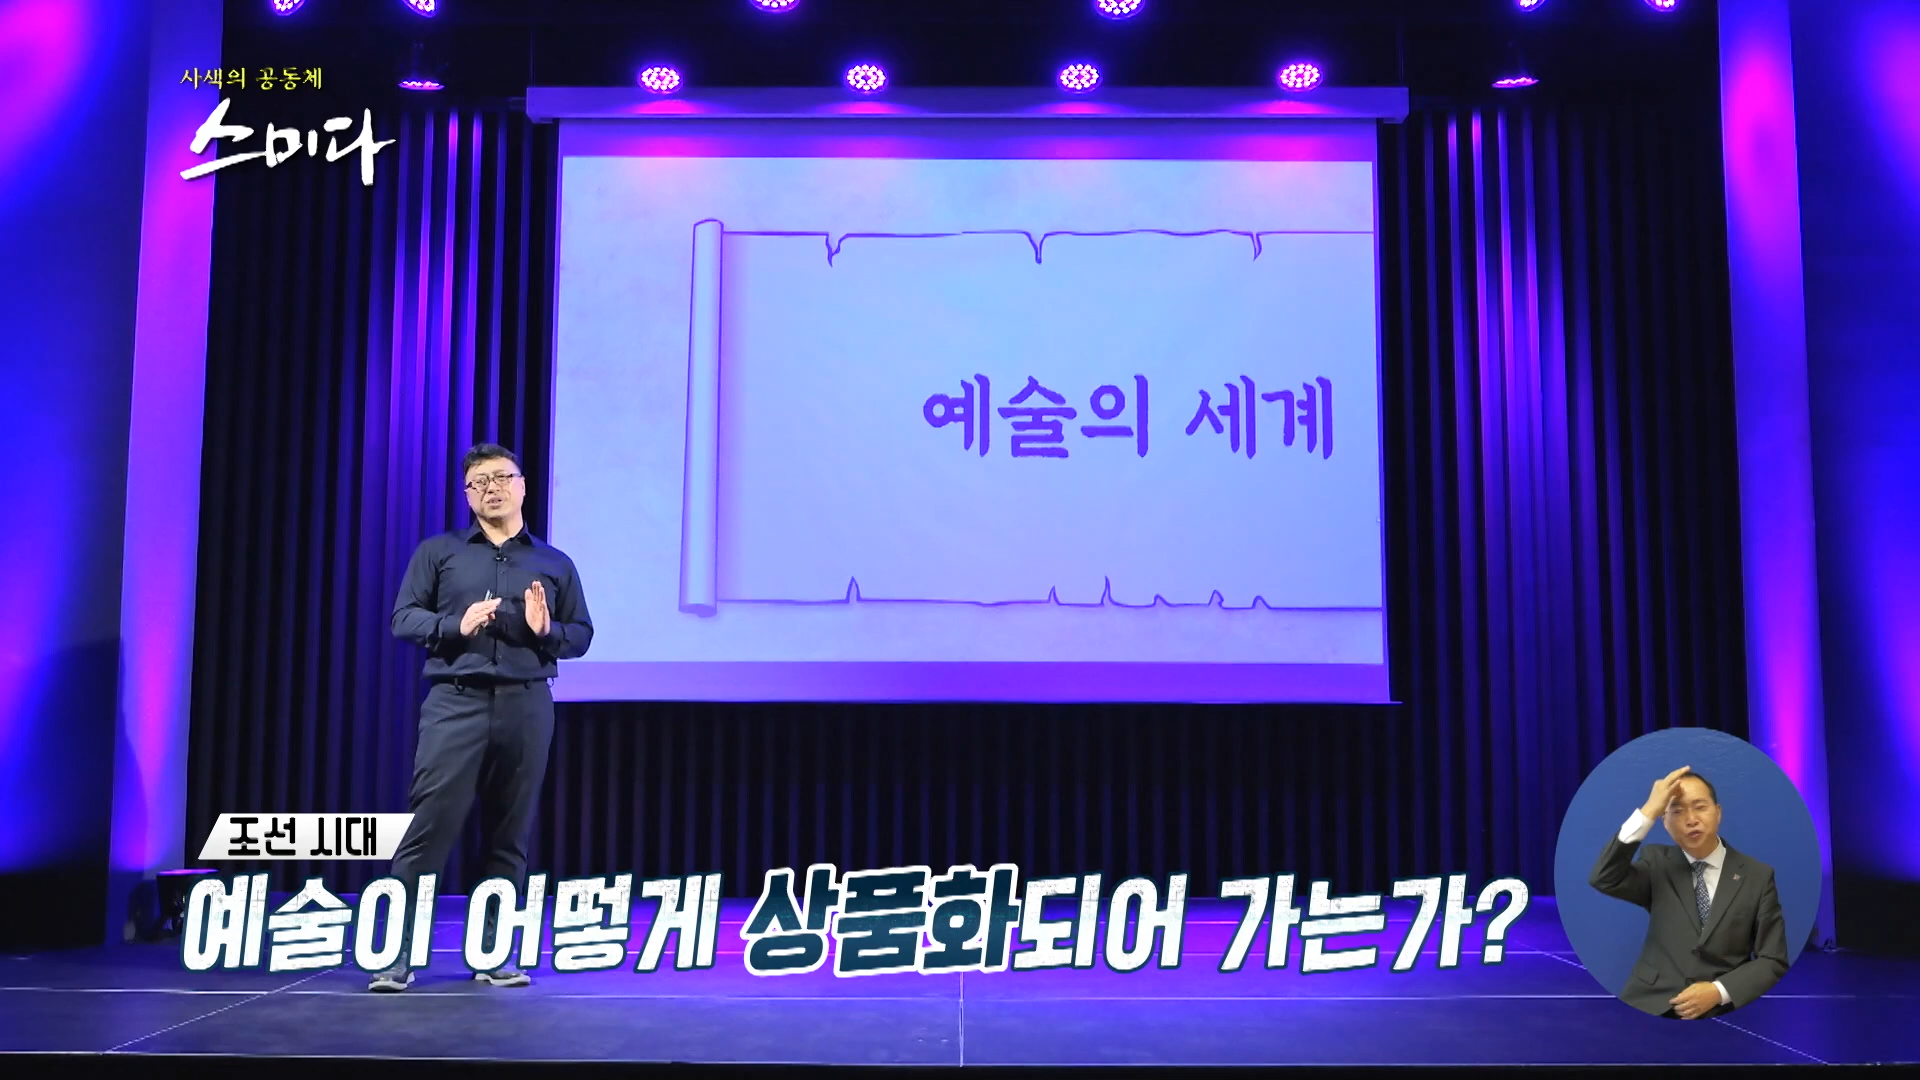 사색의 공동체
스미다
예술의 세계
조선 시대
예술이 어떻게 상품화되어 가는가?